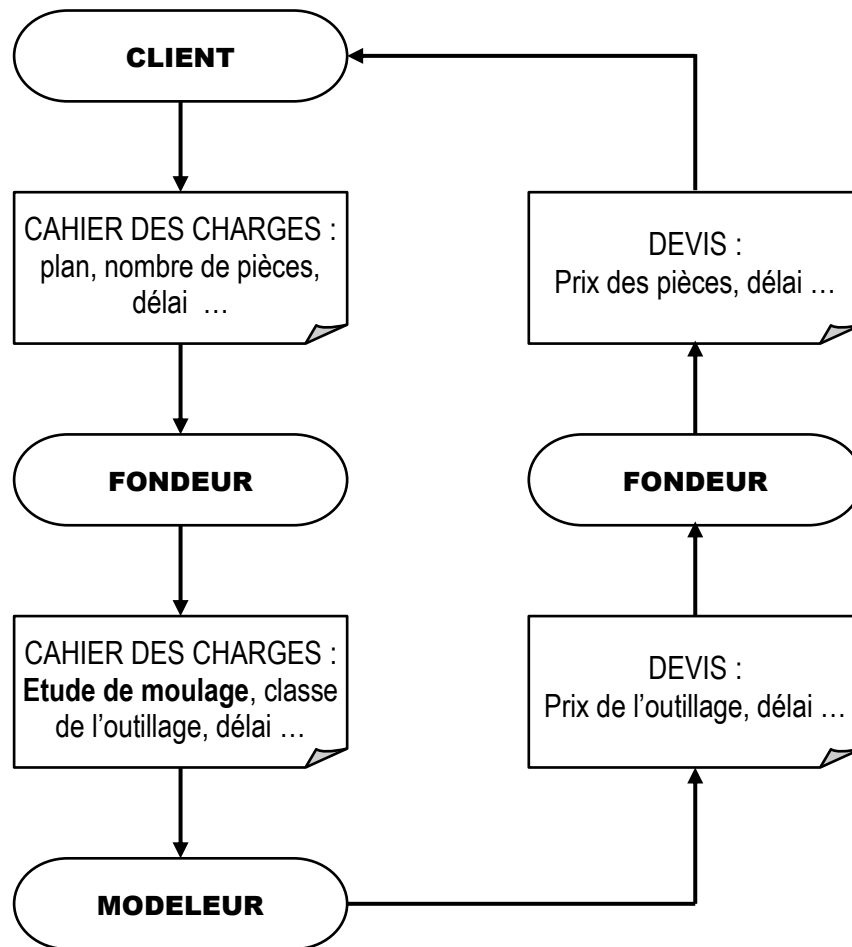 CLIENT
CAHIER DES CHARGES :
plan, nombre de pièces,
délai …
FONDEUR
CAHIER DES CHARGES :
Etude de moulage, classe
de l’outillage, délai …
MODELEUR
DEVIS :
Prix de l’outillage, délai …
FONDEUR
DEVIS :
Prix des pièces, délai …